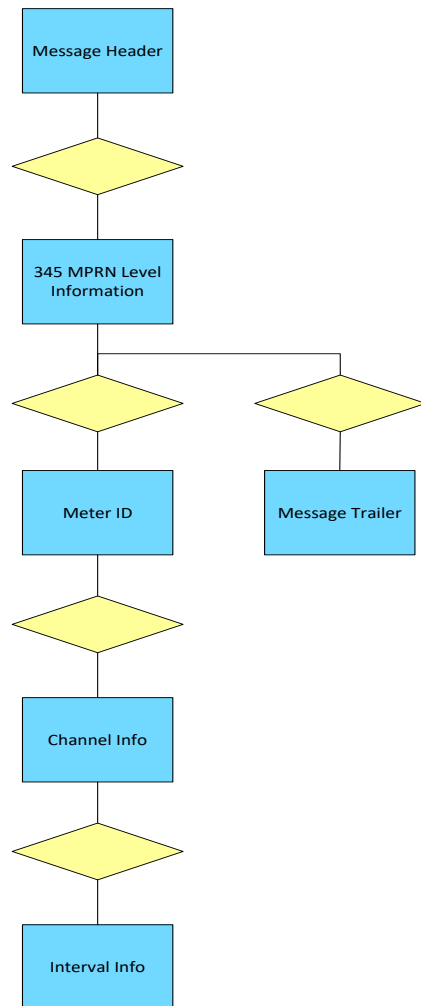 Message Header
345 MPRN Level
Information
Meter ID
Message Trailer
Channel Info
Interval Info